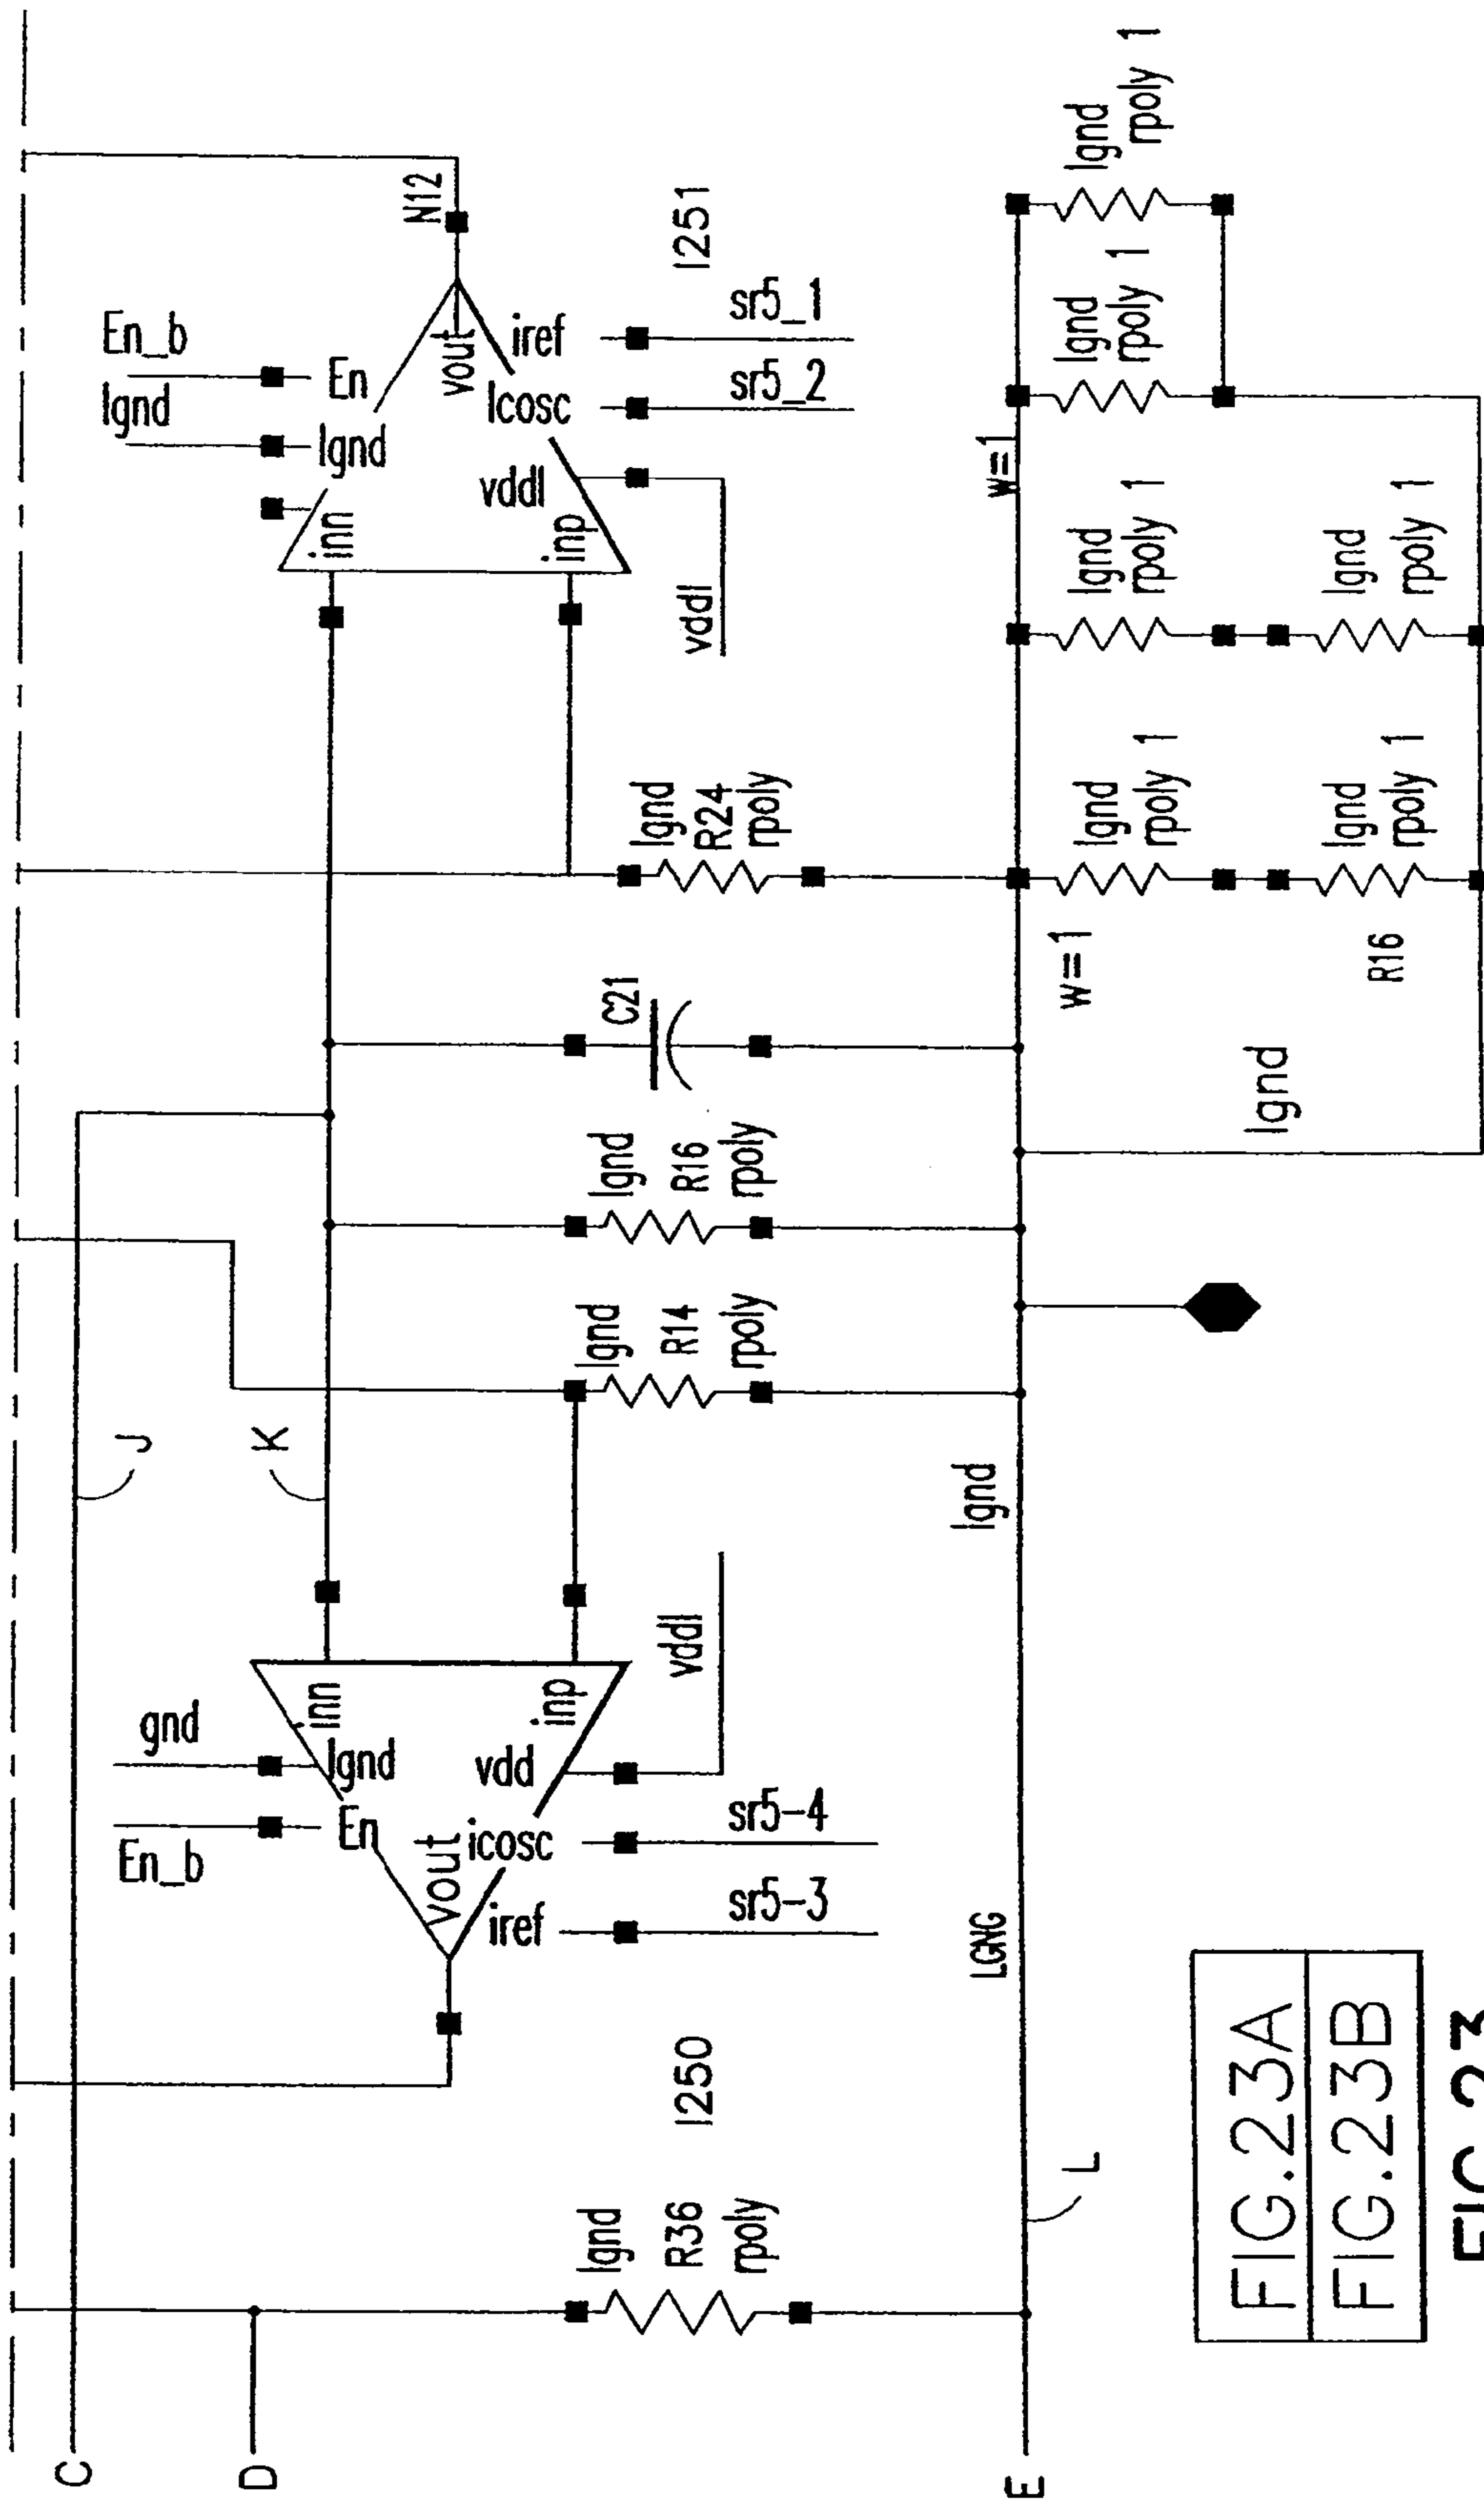 C
D
E
J
K
L
lgnd
R36
rpoly
I250
En_b
gnd
En
lgnd
inn
Vout
inp
vdd
icosc
iref
vddl
sr5-4
sr5-3
LGNG
lgnd
lgnd
R14
rpoly
lgnd
R16
rpoly
C21
lgnd
R24
rpoly
En_b
lgnd
En
lgnd
inn
vout
iref
Icosc
vddl
inp
N12
I251
sr5_1
sr5_2
vddl
w=1
lgnd
rpoly 1
lgnd
rpoly 1
w=1
lgnd
rpoly 1
lgnd
rpoly 1
lgnd
rpoly 1
R16
lgnd
rpoly 1
lgnd
FIG.23A
FIG.23B